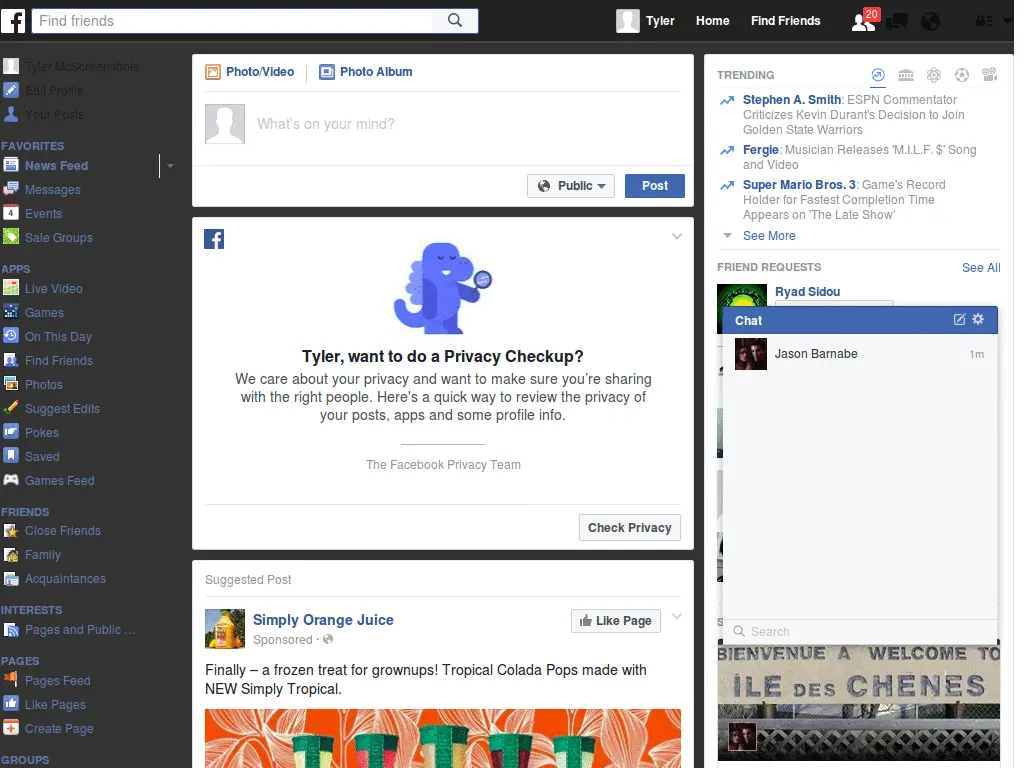 Find friends
Tyler
Home
Find Friends
20
Tyler McScreenshots
Edit Profile
Your Posts
FAVORITES
News Feed
Messages
4
Events
Sale Groups
APPS
Live Video
Games
On This Day
Find Friends
Photos
Suggest Edits
Pokes
Saved
Games Feed
FRIENDS
Close Friends
Family
Acquaintances
INTERESTS
Pages and Public ...
PAGES
Pages Feed
Like Pages
Create Page
GROUPS
Photo/Video
Photo Album
What's on your mind?
Public
Post
Tyler, want to do a Privacy Checkup?
We care about your privacy and want to make sure you're sharing
with the right people. Here's a quick way to review the privacy of
your posts, apps and some profile info.
The Facebook Privacy Team
Check Privacy
Suggested Post
Simply Orange Juice
Sponsored ·
Like Page
Finally – a frozen treat for grownups! Tropical Colada Pops made with
NEW Simply Tropical.
TRENDING
Stephen A. Smith: ESPN Commentator
Criticizes Kevin Durant's Decision to Join
Golden State Warriors
Fergie: Musician Releases 'M.I.L.F. $' Song
and Video
Super Mario Bros. 3: Game's Record
Holder for Fastest Completion Time
Appears on 'The Late Show'
See More
FRIEND REQUESTS
See All
Ryad Sidou
Chat
Jason Barnabe
1m
Search
BIENVENUE À WELCOME TO
ÎLE DES CHENES